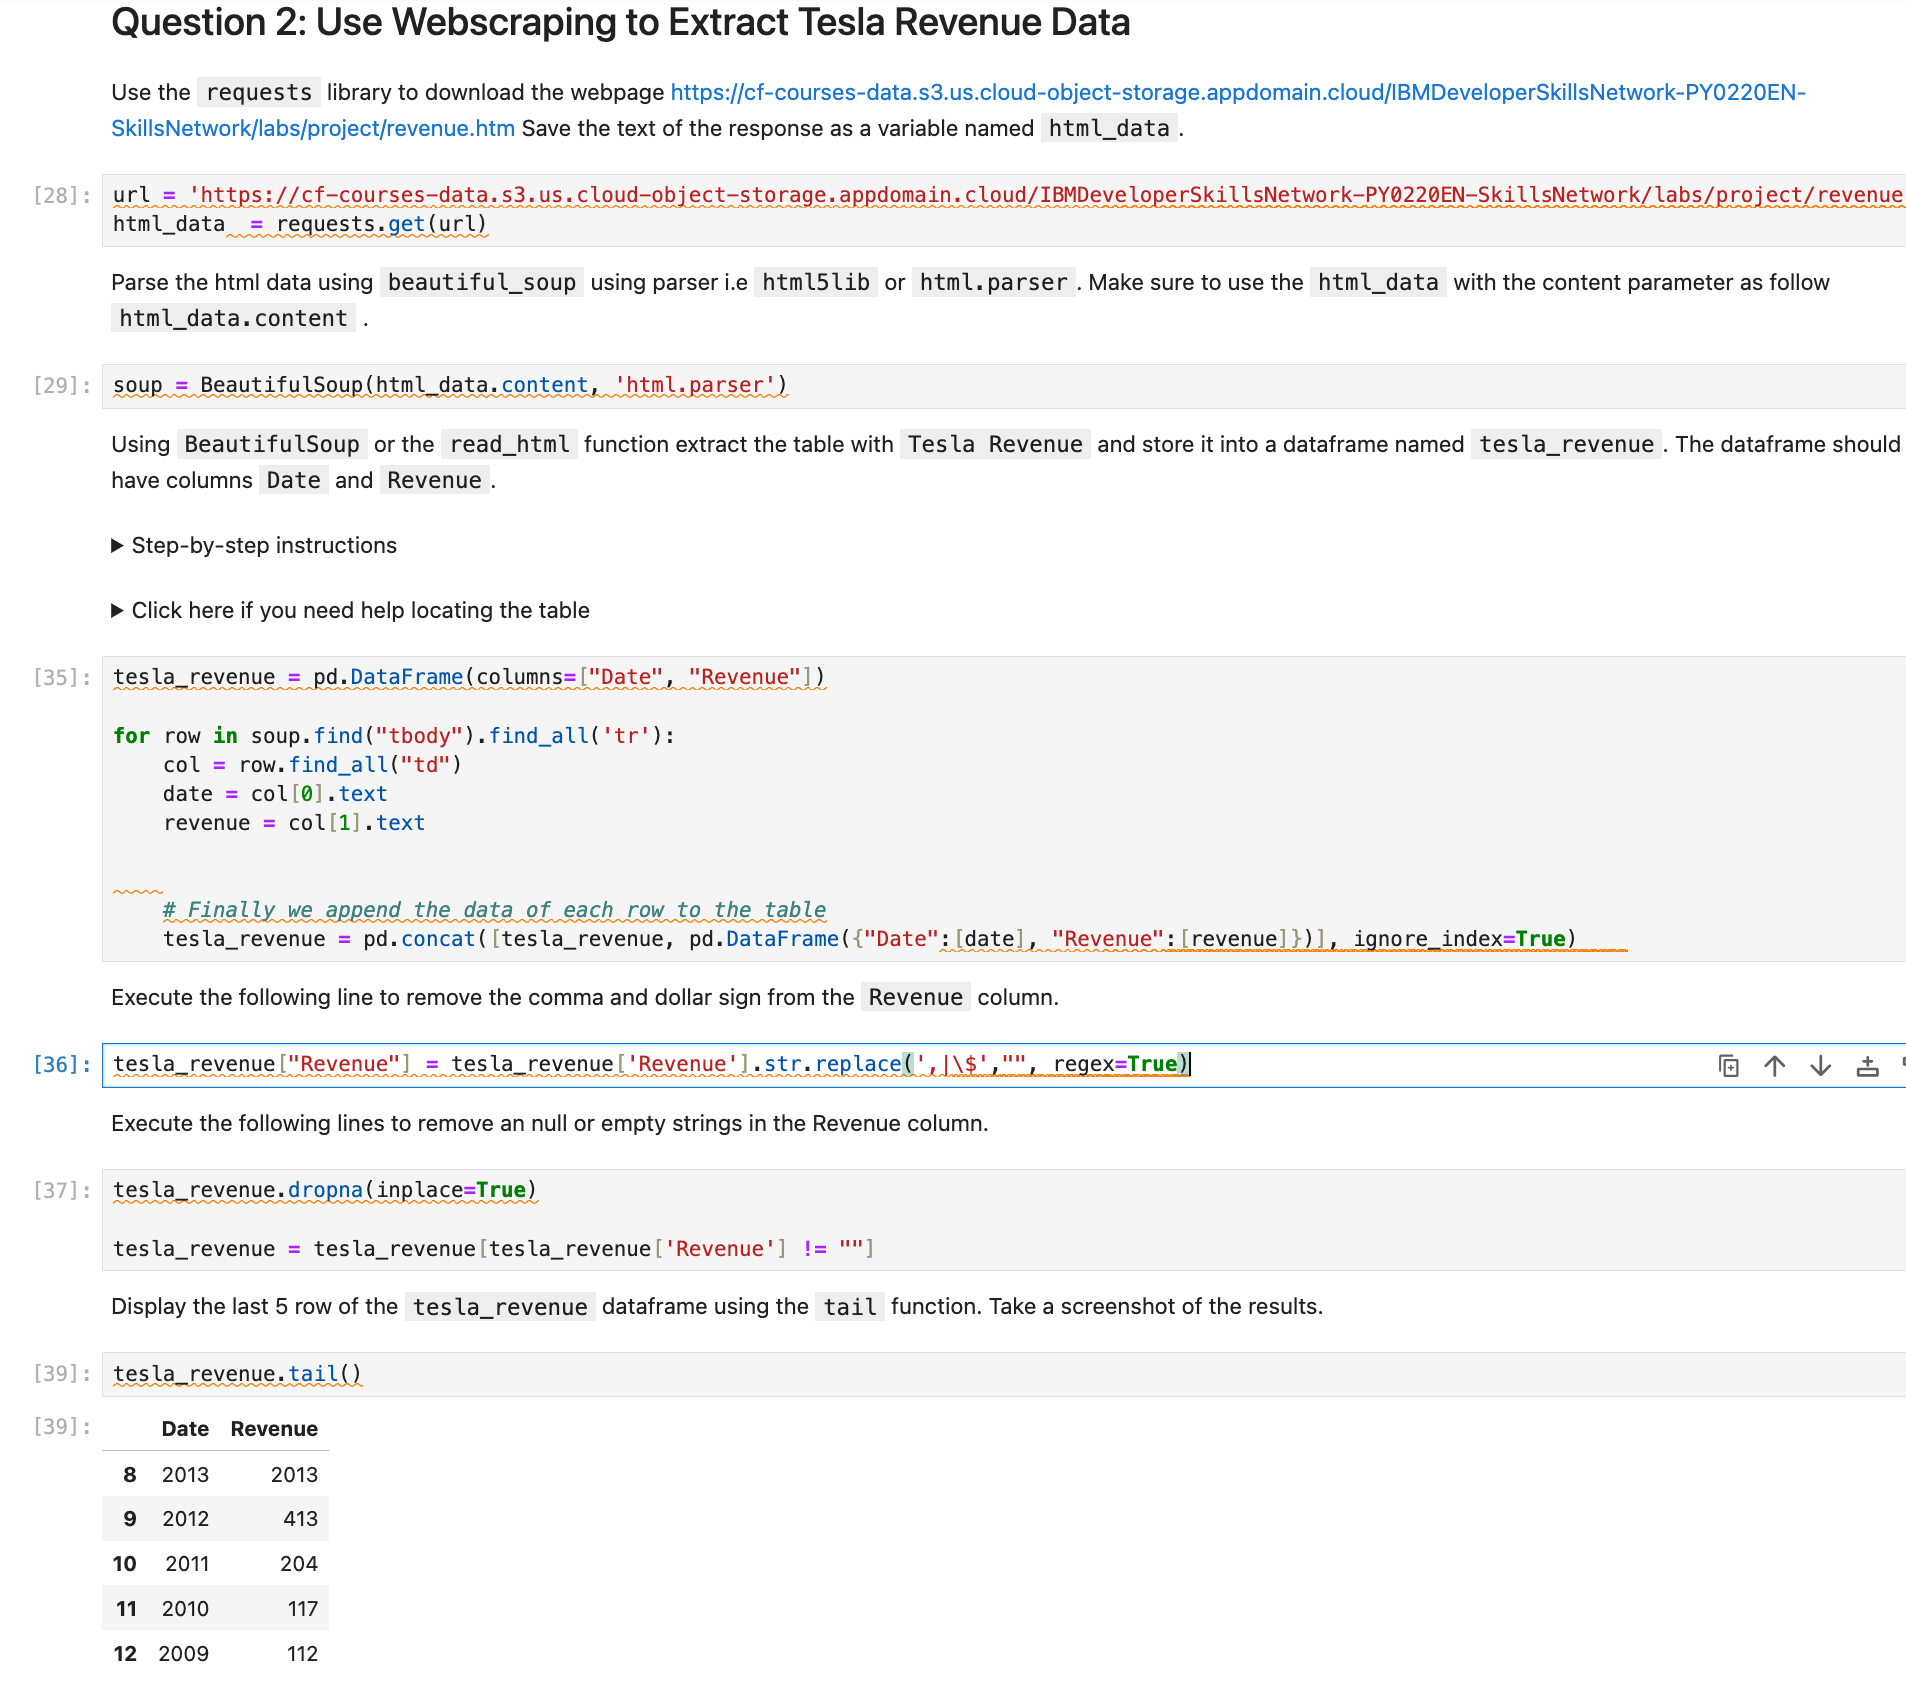 Question 2: Use Webscraping to Extract Tesla Revenue Data
Use the requests library to download the webpage https://cf-courses-data.s3.us.cloud-object-storage.appdomain.cloud/IBMDeveloperSkillsNetwork-PY0220EN-
SkillsNetwork/labs/project/revenue.htm Save the text of the response as a variable named html_data.
[28]: url = 'https://cf-courses-data.s3.us.cloud-object-storage.appdomain.cloud/IBMDeveloperSkillsNetwork-PY0220EN-SkillsNetwork/labs/project/revenue
html_data  = requests.get(url)
Parse the html data using beautiful_soup using parser i.e html5lib or html.parser. Make sure to use the html_data with the content parameter as follow
html_data.content .
[29]: soup = BeautifulSoup(html_data.content, 'html.parser')
Using BeautifulSoup or the read_html function extract the table with Tesla Revenue and store it into a dataframe named tesla_revenue. The dataframe should
have columns Date and Revenue.
▶ Step-by-step instructions
▶ Click here if you need help locating the table
[35]: tesla_revenue = pd.DataFrame(columns=["Date", "Revenue"])
for row in soup.find("tbody").find_all('tr'):
    col = row.find_all("td")
    date = col[0].text
    revenue = col[1].text
    # Finally we append the data of each row to the table
    tesla_revenue = pd.concat([tesla_revenue, pd.DataFrame({"Date":[date], "Revenue":[revenue]})], ignore_index=True)
Execute the following line to remove the comma and dollar sign from the Revenue column.
[36]: tesla_revenue["Revenue"] = tesla_revenue['Revenue'].str.replace(',|\$',"", regex=True)
Execute the following lines to remove an null or empty strings in the Revenue column.
[37]: tesla_revenue.dropna(inplace=True)
tesla_revenue = tesla_revenue[tesla_revenue['Revenue'] != ""]
Display the last 5 row of the tesla_revenue dataframe using the tail function. Take a screenshot of the results.
[39]: tesla_revenue.tail()
[39]: Date Revenue
8 2013 2013
9 2012 413
10 2011 204
11 2010 117
12 2009 112